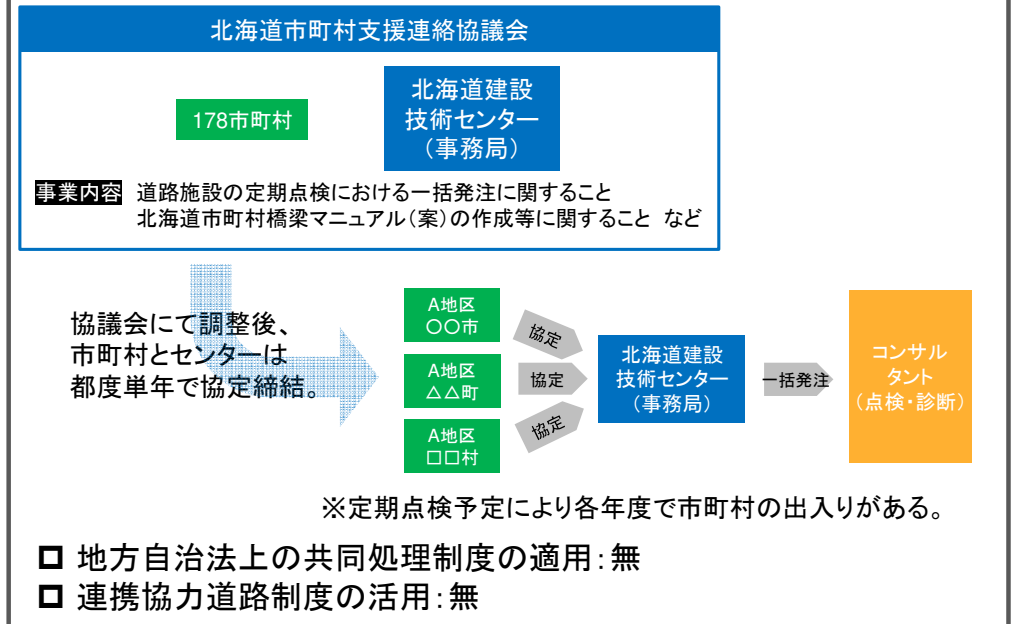 北海道市町村支援連絡協議会
178市町村
北海道建設
技術センター
（事務局）
事業内容 道路施設の定期点検における一括発注に関すること
北海道市町村橋梁マニュアル（案）の作成等に関すること など
協議会にて調整後、
市町村とセンターは
都度単年で協定締結。
A地区
〇〇市
A地区
△△町
A地区
□□村
協定
協定
協定
北海道建設
技術センター
（事務局）
一括発注
コンサル
タント
（点検・診断）
※定期点検予定により各年度で市町村の出入りがある。
地方自治法上の共同処理制度の適用：無
連携協力道路制度の活用：無